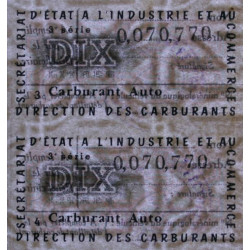 SECRÉTARIAT D'ÉTAT A L'INDUSTRIE ET AU COMMERCE
3e série
0,070,770
DIX
3 Carburant Auto
DIRECTION DES CARBURANTS
SECRÉTARIAT D'ÉTAT A L'INDUSTRIE ET AU COMMERCE
3e série
0,070,770
DIX
4 Carburant Auto
DIRECTION DES CARBURANTS